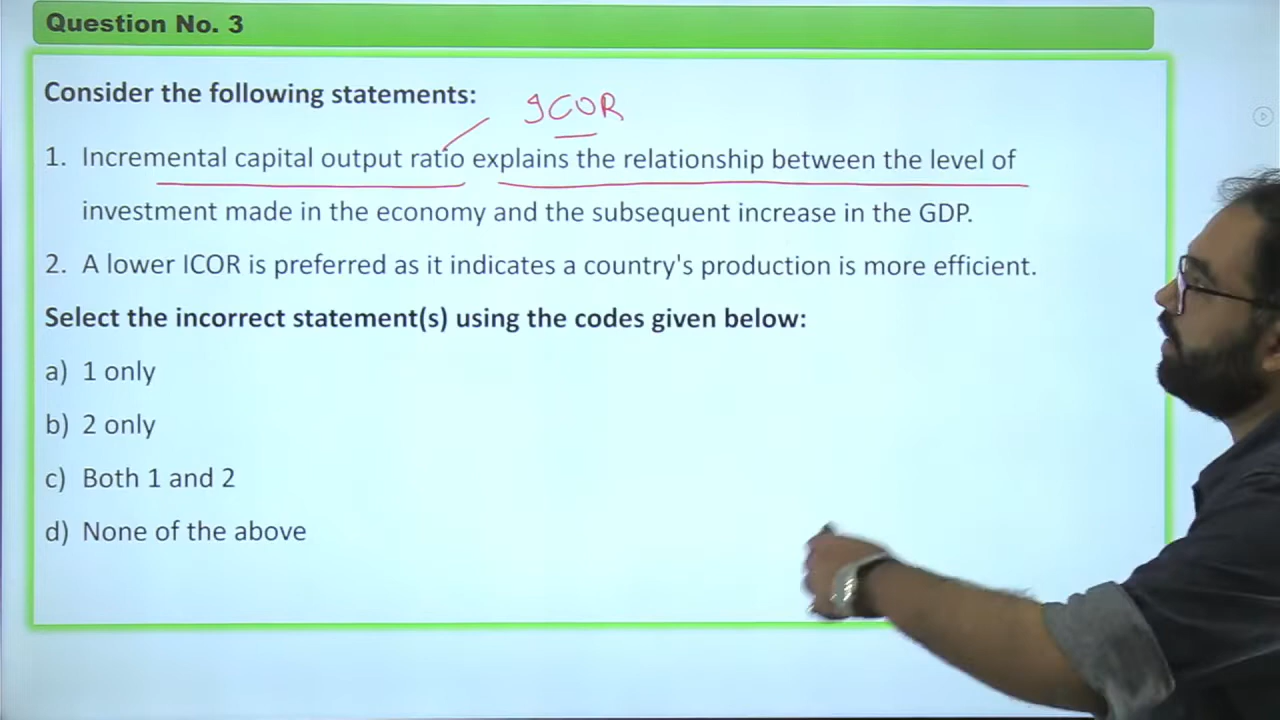 Question No. 3
Consider the following statements:
ICOR
1. Incremental capital output ratio explains the relationship between the level of
investment made in the economy and the subsequent increase in the GDP.
2. A lower ICOR is preferred as it indicates a country's production is more efficient.
Select the incorrect statement(s) using the codes given below:
a) 1 only
b) 2 only
c) Both 1 and 2
d) None of the above